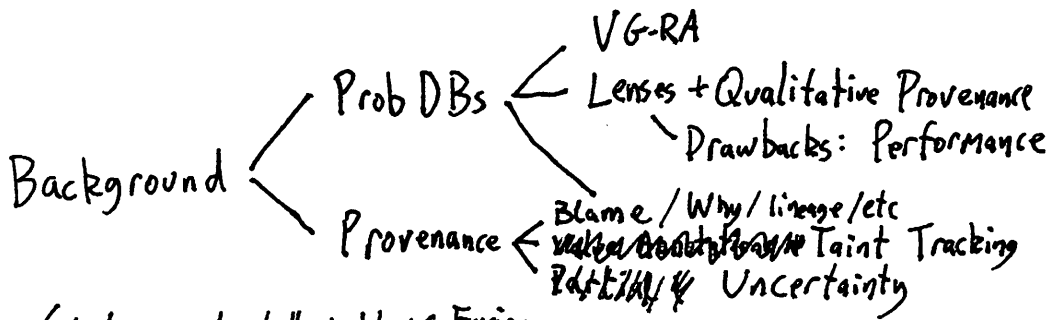 VG-RA
Prob DBs
Lenses + Qualitative Provenance
Drawbacks: Performance
Background
Blame / Why / lineage / etc
Provenance
Taint Tracking
Uncertainty